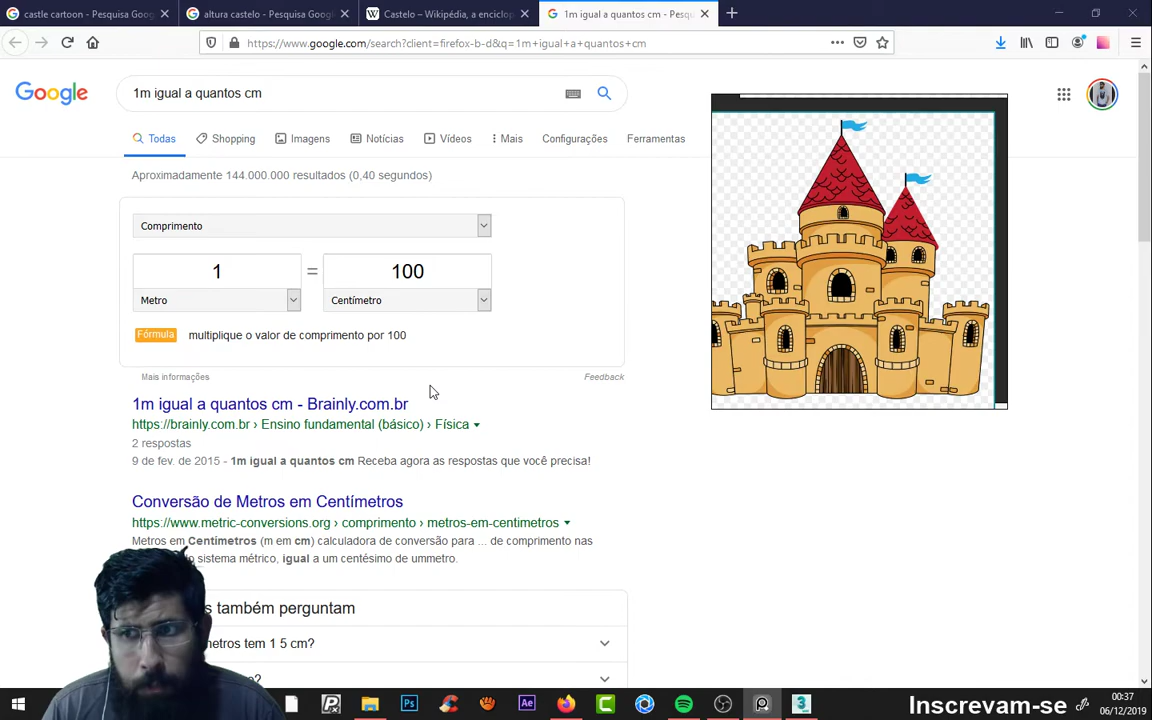 castle cartoon - Pesquisa Goog
altura castelo - Pesquisa Googl
Castelo – Wikipédia, a enciclop
1m igual a quantos cm - Pesqu
https://www.google.com/search?client=firefox-b-d&q=1m+igual+a+quantos+cm
Google
1m igual a quantos cm
Todas
Shopping
Imagens
Notícias
Vídeos
Mais
Configurações
Ferramentas
Aproximadamente 144.000.000 resultados (0,40 segundos)
Comprimento
1 = 100
Metro
Centímetro
Fórmula multiplique o valor de comprimento por 100
Mais informações
Feedback
1m igual a quantos cm - Brainly.com.br
https://brainly.com.br › Ensino fundamental (básico) › Física
2 respostas
9 de fev. de 2015 - 1m igual a quantos cm Receba agora as respostas que você precisa!
Conversão de Metros em Centímetros
https://www.metric-conversions.org › comprimento › metros-em-centimetros
Metros em Centímetros (m em cm) calculadora de conversão para ... de comprimento nas
sistema métrico, igual a um centésimo de ummetro.
s também perguntam
metros tem 1 5 cm?
Ps
Ae
3
00:37
Inscrevam-se
06/12/2019